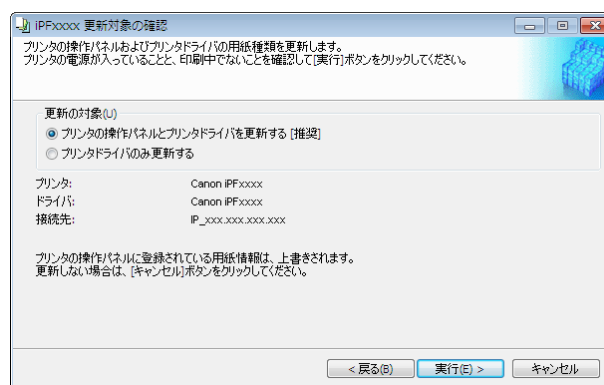 iPFxxxx 更新対象の確認
プリンタの操作パネルおよびプリンタドライバの用紙種類を更新します。
プリンタの電源が入っていることと、印刷中でないことを確認して[実行]ボタンをクリックしてください。
更新の対象(U)
プリンタの操作パネルとプリンタドライバを更新する [推奨]
プリンタドライバのみ更新する
プリンタ: Canon iPFxxxx
ドライバ: Canon iPFxxxx
接続先: IP_xxx.xxx.xxx.xxx
プリンタの操作パネルに登録されている用紙情報は、上書きされます。
更新しない場合は、[キャンセル]ボタンをクリックしてください。
< 戻る(B) 実行(E) > キャンセル